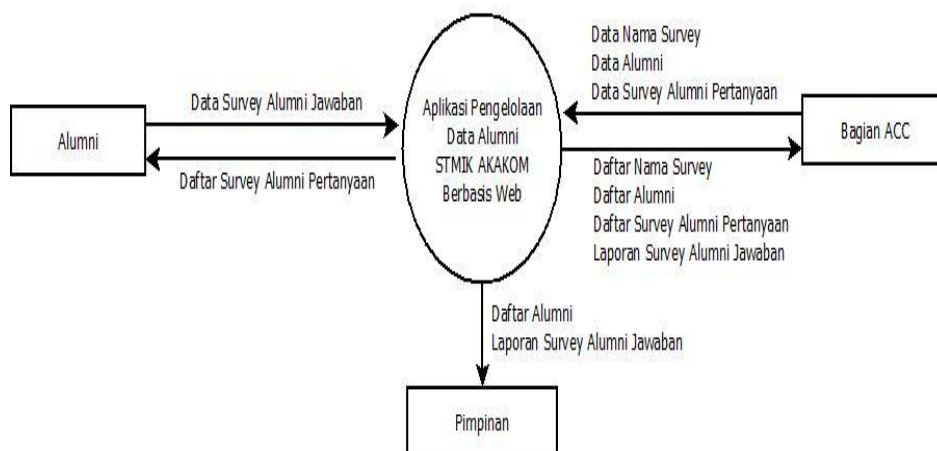 Data Nama Survey
Data Alumni
Data Survey Alumni Pertanyaan
Data Survey Alumni Jawaban
Alumni
Daftar Survey Alumni Pertanyaan
Aplikasi Pengelolaan
Data Alumni
STMIK AKAKOM
Berbasis Web
Bagian ACC
Daftar Nama Survey
Daftar Alumni
Daftar Survey Alumni Pertanyaan
Laporan Survey Alumni Jawaban
Daftar Alumni
Laporan Survey Alumni Jawaban
Pimpinan